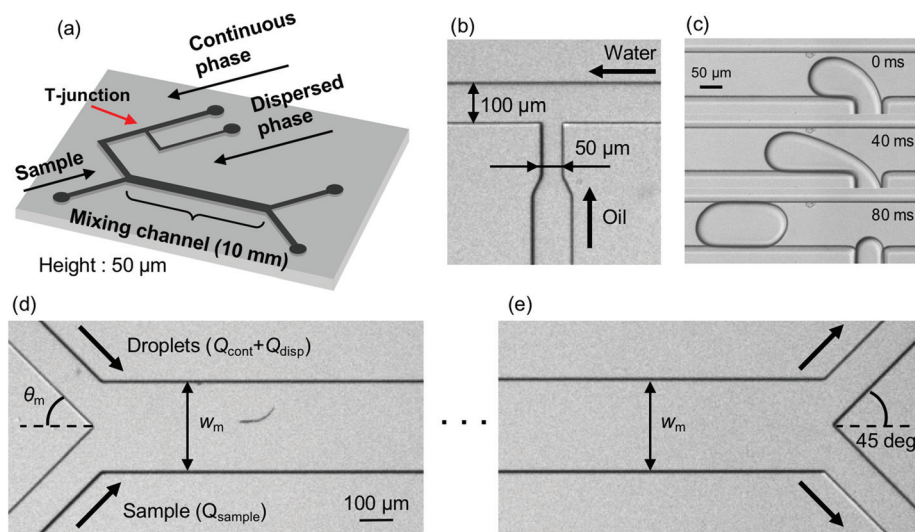 (a)
Continuous
phase
Dispersed
phase
T-junction
Sample
Mixing channel (10 mm)
Height : 50 μm
(b)
Water
100 μm
50 μm
Oil
(c)
0 ms
50 μm
40 ms
80 ms
(d)
Droplets (Qcont+Qdisp)
θm
wm
Sample (Qsample)
100 μm
. . .
(e)
wm
45 deg